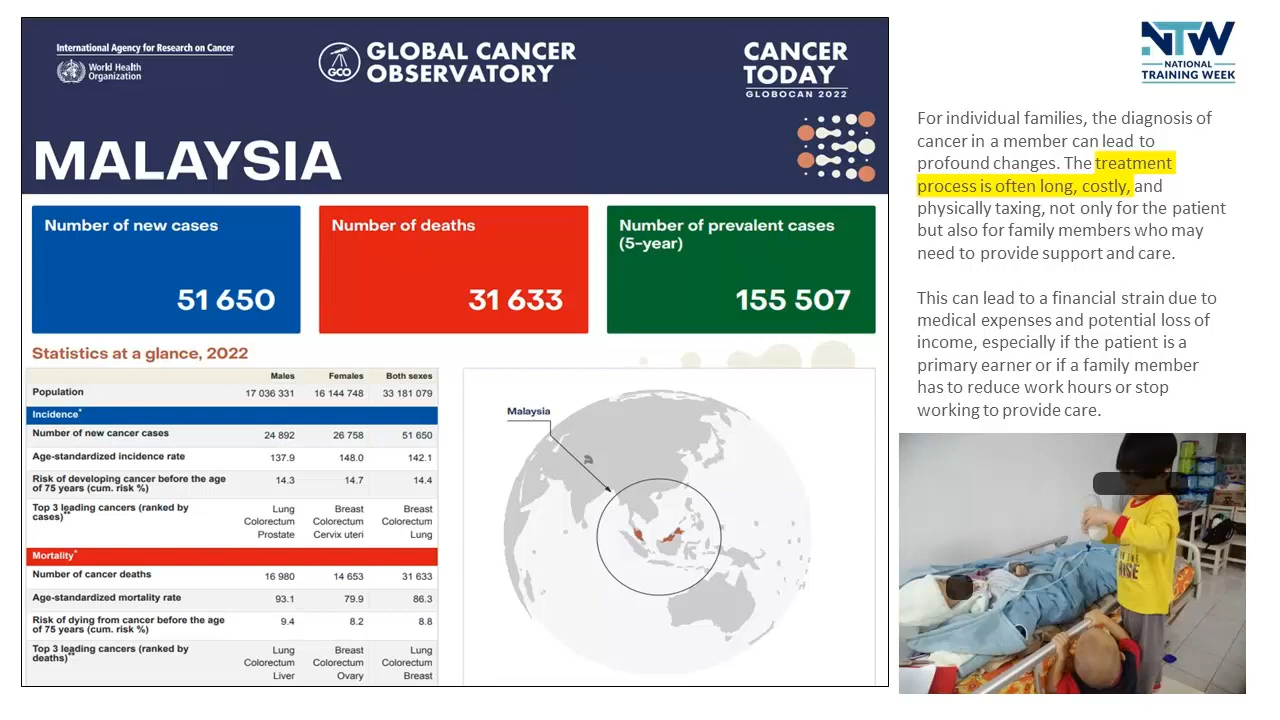 International Agency for Research on Cancer
World Health
Organization
GCO
GLOBAL CANCER
OBSERVATORY
CANCER
TODAY
GLOBOCAN 2022
MALAYSIA
Number of new cases
51 650
Number of deaths
31 633
Number of prevalent cases
(5-year)
155 507
Statistics at a glance, 2022
Males Females Both sexes
Population 17 036 331 16 144 748 33 181 079
Incidence*
Number of new cancer cases 24 892 26 758 51 650
Age-standardized incidence rate 137.9 148.0 142.1
Risk of developing cancer before the age
of 75 years (cum. risk %) 14.3 14.7 14.4
Top 3 leading cancers (ranked by
cases)** Lung Breast Breast
Colorectum Colorectum Colorectum
Prostate Cervix uteri Lung
Mortality*
Number of cancer deaths 16 980 14 653 31 633
Age-standardized mortality rate 93.1 79.9 86.3
Risk of dying from cancer before the age
of 75 years (cum. risk %) 9.4 8.2 8.8
Top 3 leading cancers (ranked by
deaths)** Lung Breast Lung
Colorectum Colorectum Colorectum
Liver Ovary Breast
Malaysia
NTW
NATIONAL
TRAINING WEEK
For individual families, the diagnosis of
cancer in a member can lead to
profound changes. The treatment
process is often long, costly, and
physically taxing, not only for the patient
but also for family members who may
need to provide support and care.
This can lead to a financial strain due to
medical expenses and potential loss of
income, especially if the patient is a
primary earner or if a family member
has to reduce work hours or stop
working to provide care.
RISE